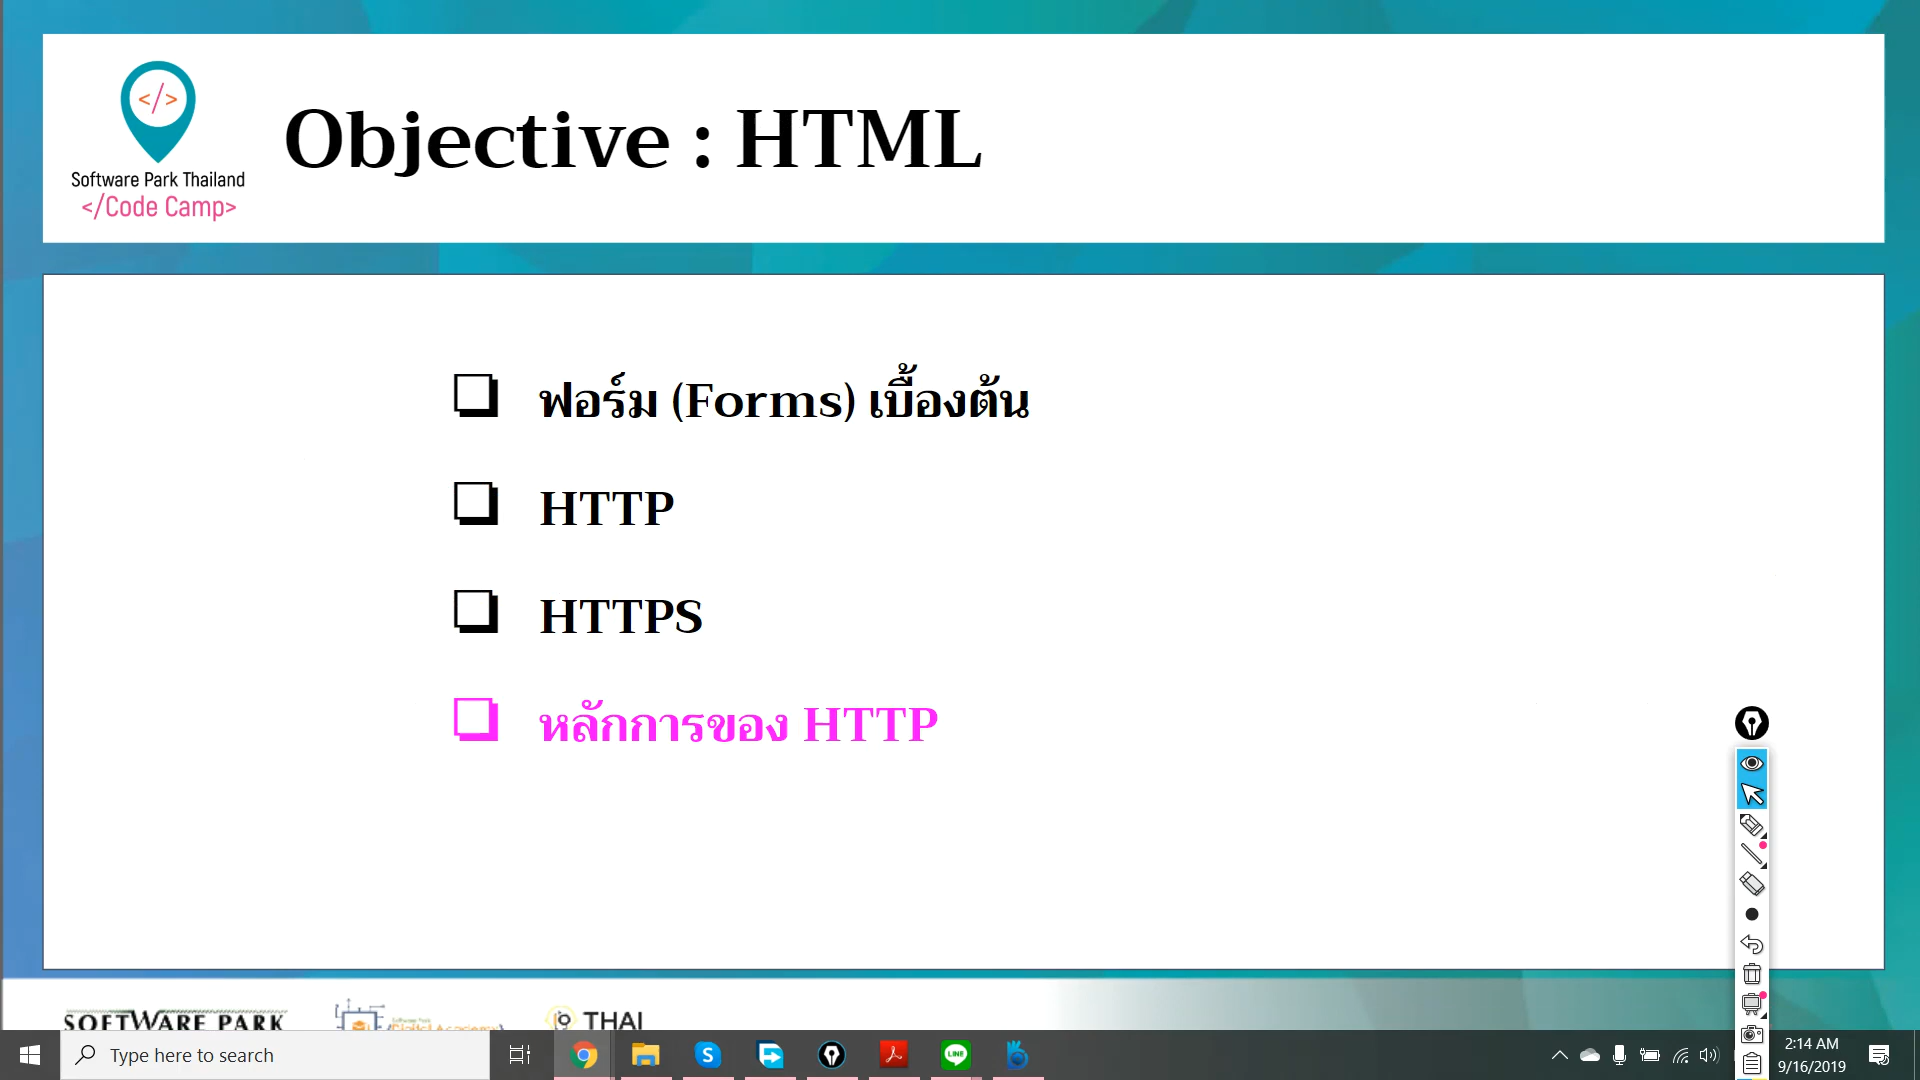 </>
Software Park Thailand
</Code Camp>
Objective : HTML
ฟอร์ม (Forms) เบื้องต้น
HTTP
HTTPS
หลักการของ HTTP
SOFTWARE PARK
THAI
Type here to search
LINE
2:14 AM
9/16/2019